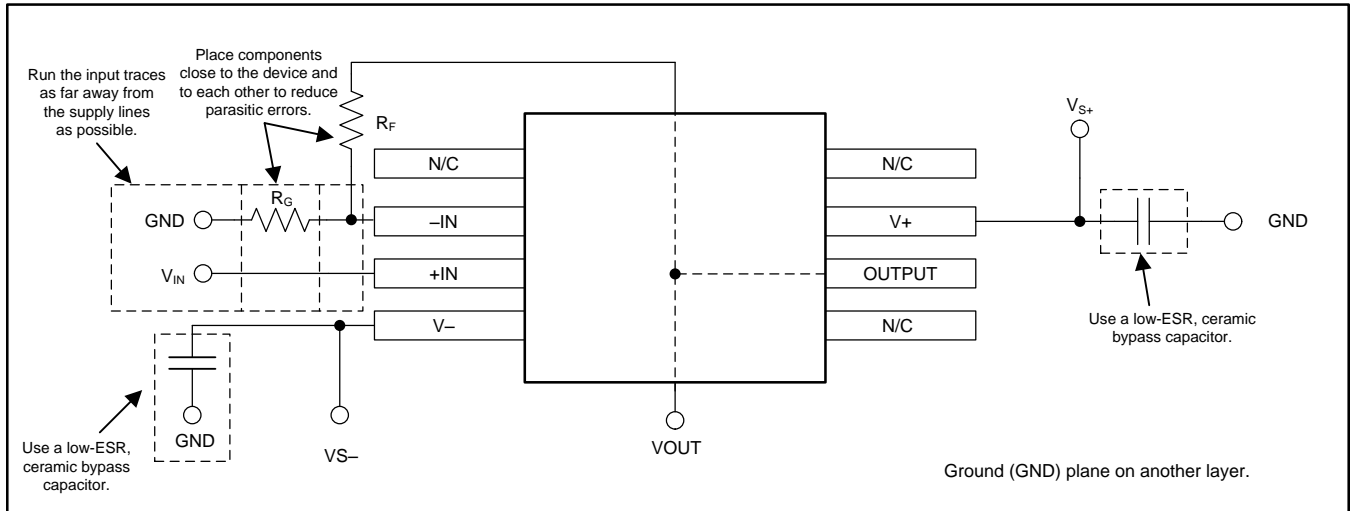 Run the input traces
as far away from
the supply lines
as possible.
Place components
close to the device and
to each other to reduce
parasitic errors.
RF
N/C
RG
GND
–IN
VIN
+IN
V–
GND
Use a low-ESR,
ceramic bypass
capacitor.
VS–
VOUT
N/C
V+
OUTPUT
N/C
VS+
GND
Use a low-ESR, ceramic
bypass capacitor.
Ground (GND) plane on another layer.